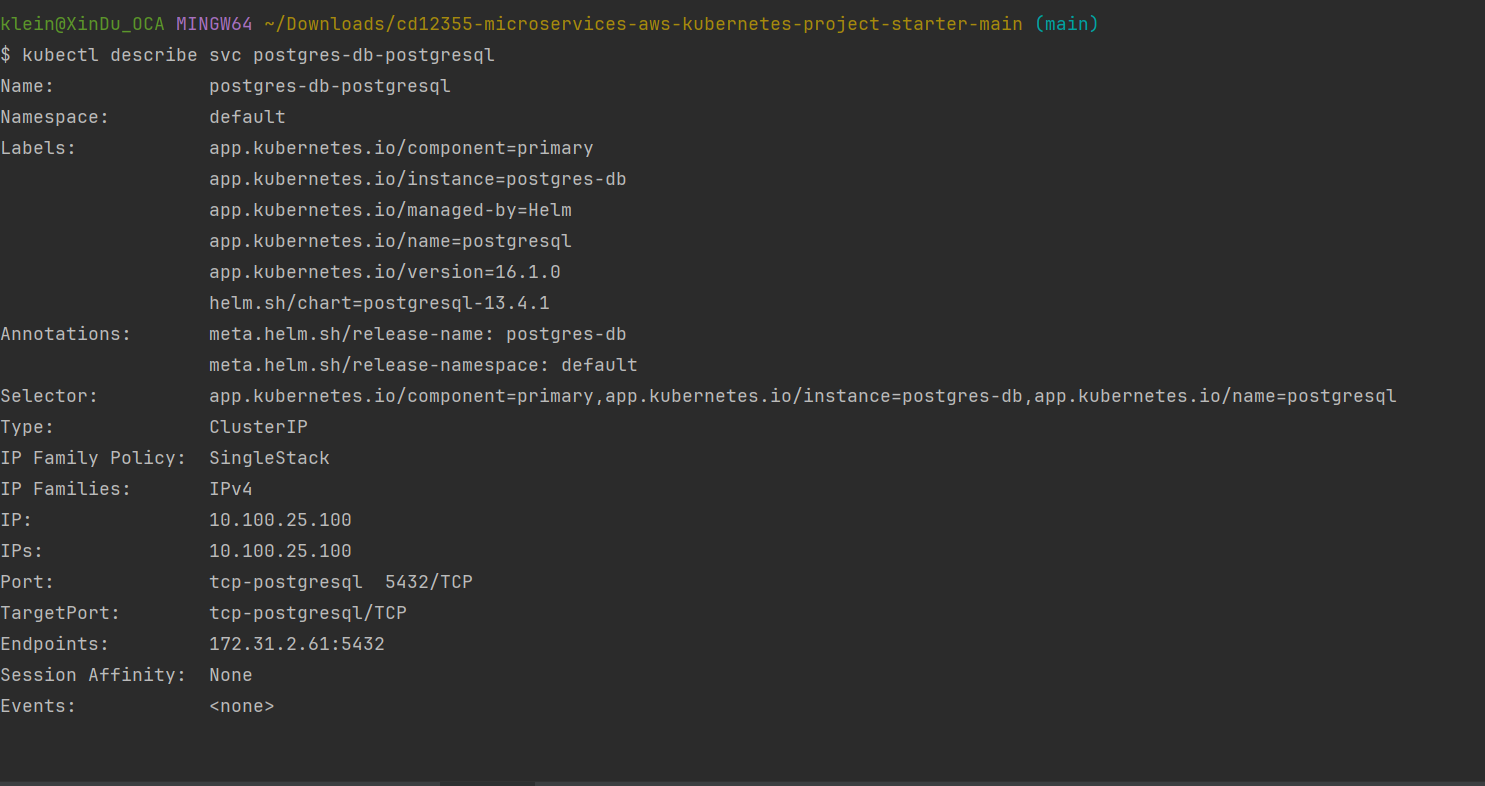 klein@XinDu_OCA MINGW64 ~/Downloads/cd12355-microservices-aws-kubernetes-project-starter-main (main)
$ kubectl describe svc postgres-db-postgresql
Name:              postgres-db-postgresql
Namespace:         default
Labels:            app.kubernetes.io/component=primary
                   app.kubernetes.io/instance=postgres-db
                   app.kubernetes.io/managed-by=Helm
                   app.kubernetes.io/name=postgresql
                   app.kubernetes.io/version=16.1.0
                   helm.sh/chart=postgresql-13.4.1
Annotations:       meta.helm.sh/release-name: postgres-db
                   meta.helm.sh/release-namespace: default
Selector:          app.kubernetes.io/component=primary,app.kubernetes.io/instance=postgres-db,app.kubernetes.io/name=postgresql
Type:              ClusterIP
IP Family Policy:  SingleStack
IP Families:       IPv4
IP:                10.100.25.100
IPs:               10.100.25.100
Port:              tcp-postgresql  5432/TCP
TargetPort:        tcp-postgresql/TCP
Endpoints:         172.31.2.61:5432
Session Affinity:  None
Events:            <none>